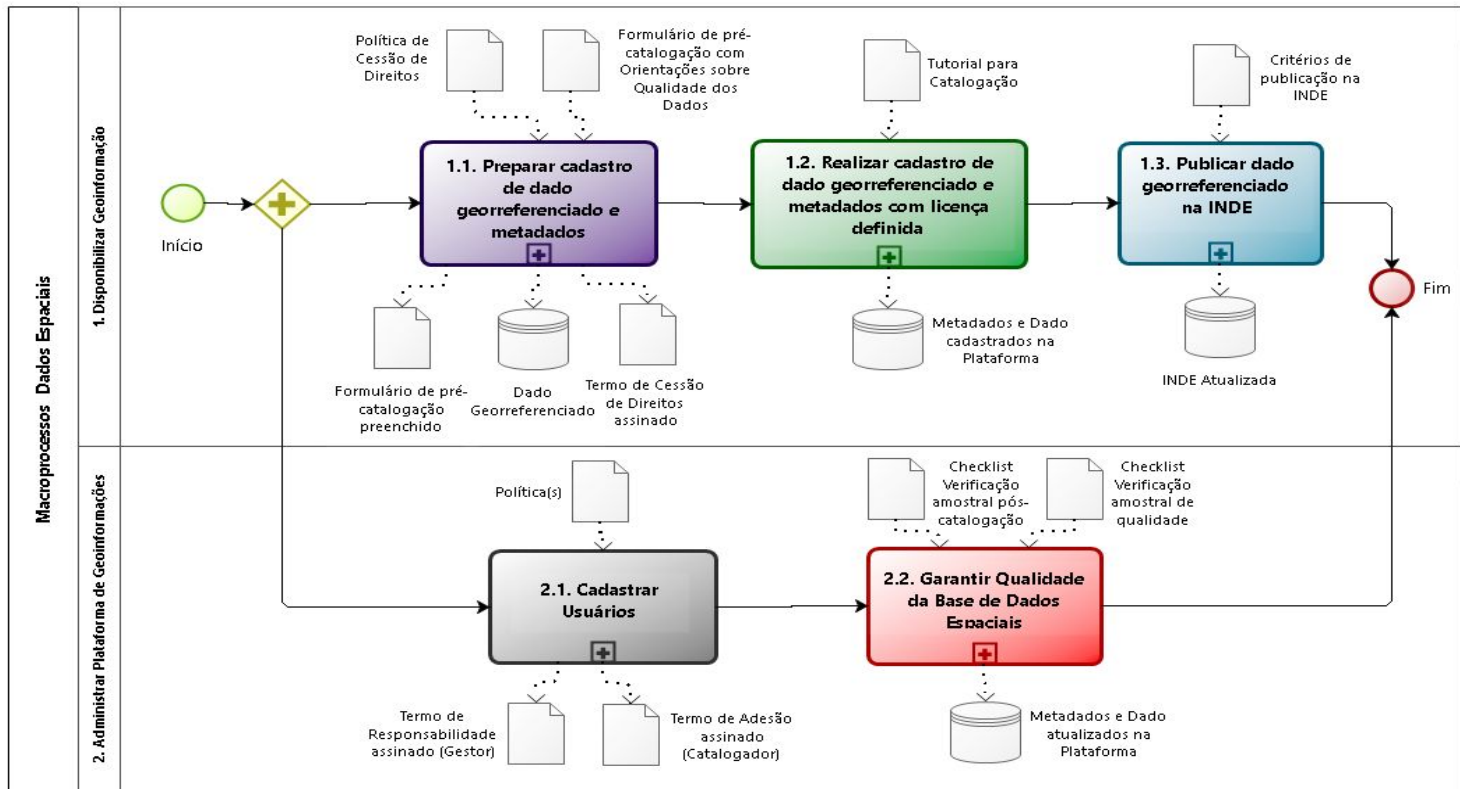 Macroprocessos Dados Espaciais
1. Disponibilizar Geoinformação
Política de
Cessão de
Direitos
Formulário de pré-
catalogação com
Orientações sobre
Qualidade dos
Dados
Tutorial para
Catalogação
Critérios de
publicação na
INDE
Início
1.1. Preparar cadastro
de dado
georreferenciado e
metadados
1.2. Realizar cadastro de
dado georreferenciado e
metadados com licença
definida
1.3. Publicar dado
georreferenciado
na INDE
Fim
Formulário de pré-
catalogação
preenchido
Dado
Georreferenciado
Termo de Cessão
de Direitos
assinado
Metadados e Dado
cadastrados na
Plataforma
INDE Atualizada
2. Administrar Plataforma de Geoinformações
Política(s)
Checklist
Verificação
amostral pós-
catalogação
Checklist
Verificação
amostral de
qualidade
2.1. Cadastrar
Usuários
2.2. Garantir Qualidade
da Base de Dados
Espaciais
Termo de
Responsabilidade
assinado (Gestor)
Termo de Adesão
assinado
(Catalogador)
Metadados e Dado
atualizados na
Plataforma